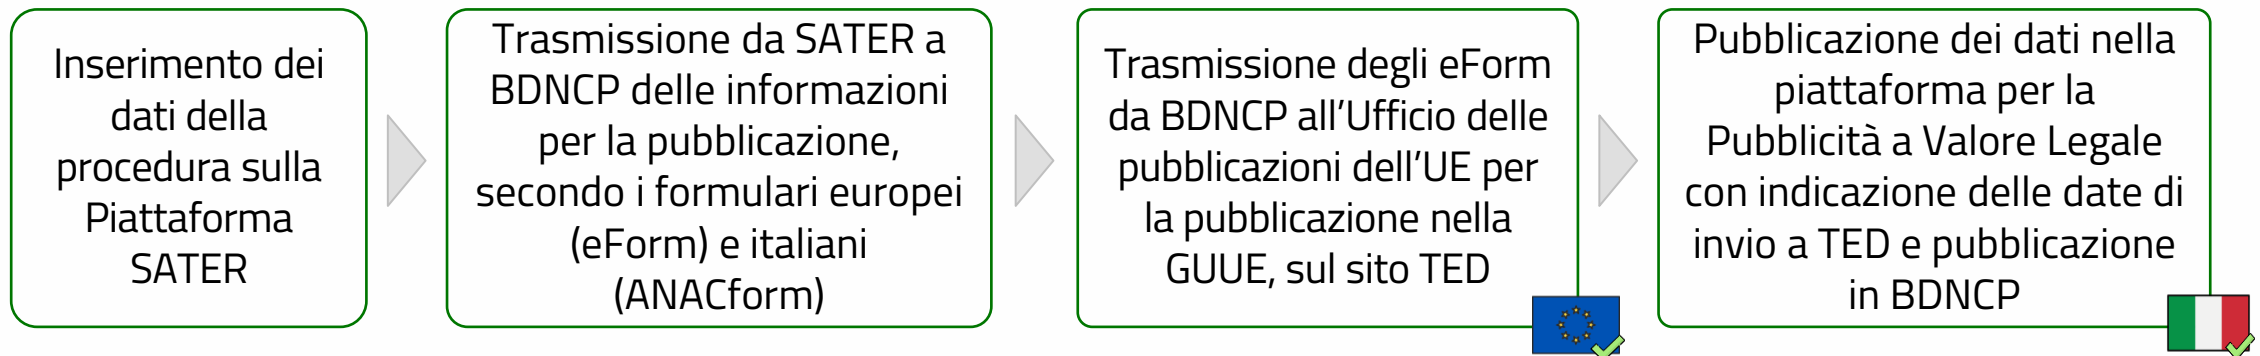 Inserimento dei
dati della
procedura sulla
Piattaforma
SATER
Trasmissione da SATER a
BDNCP delle informazioni
per la pubblicazione,
secondo i formulari europei
(eForm) e italiani
(ANACform)
Trasmissione degli eForm
da BDNCP all’Ufficio delle
pubblicazioni dell’UE per
la pubblicazione nella
GUUE, sul sito TED
Pubblicazione dei dati nella
piattaforma per la
Pubblicità a Valore Legale
con indicazione delle date di
invio a TED e pubblicazione
in BDNCP